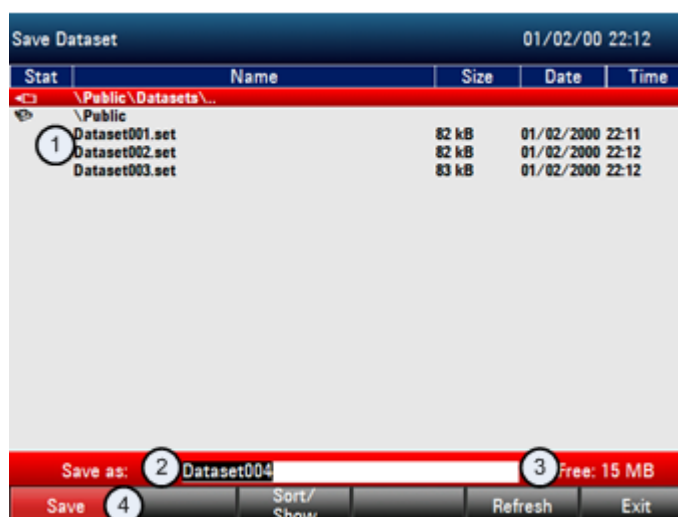 Save Dataset 01/02/00 22:12
Stat Name Size Date Time
\Public\Datasets\..
\Public
Dataset001.set 82 kB 01/02/2000 22:11
Dataset002.set 82 kB 01/02/2000 22:12
Dataset003.set 83 kB 01/02/2000 22:12
1
Save as: 2 Dataset004 3 Free: 15 MB
Save 4 Sort/ Refresh Exit
Show